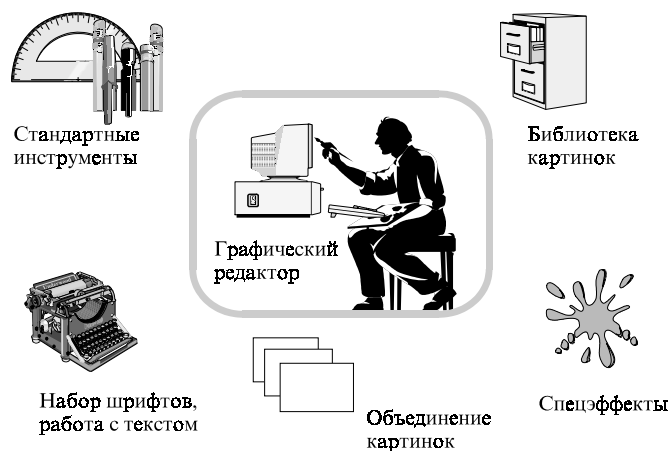 Стандартные
инструменты
Библиотека
картинок
Графический
редактор
Набор шрифтов,
работа с текстом
Объединение
картинок
Спецэффекты